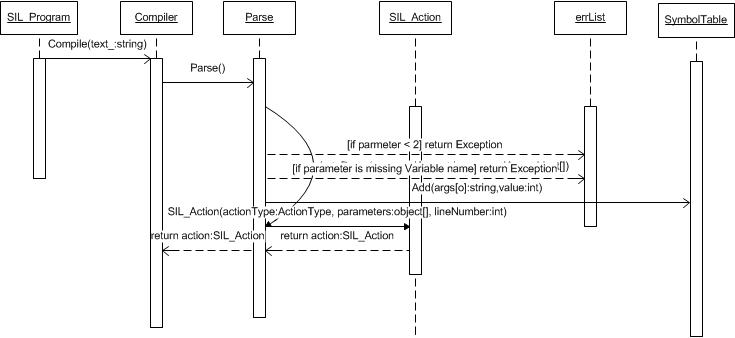 SIL_Program
Compiler
Parse
SIL_Action
errList
SymbolTable
Compile(text_:string)
Parse()
[if parmeter < 2] return Exception
[if parameter is missing Variable name] return Exception
[])
Add(args[o]:string,value:int)
SIL_Action(actionType:ActionType, parameters:object[], lineNumber:int)
return action:SIL_Action
return action:SIL_Action